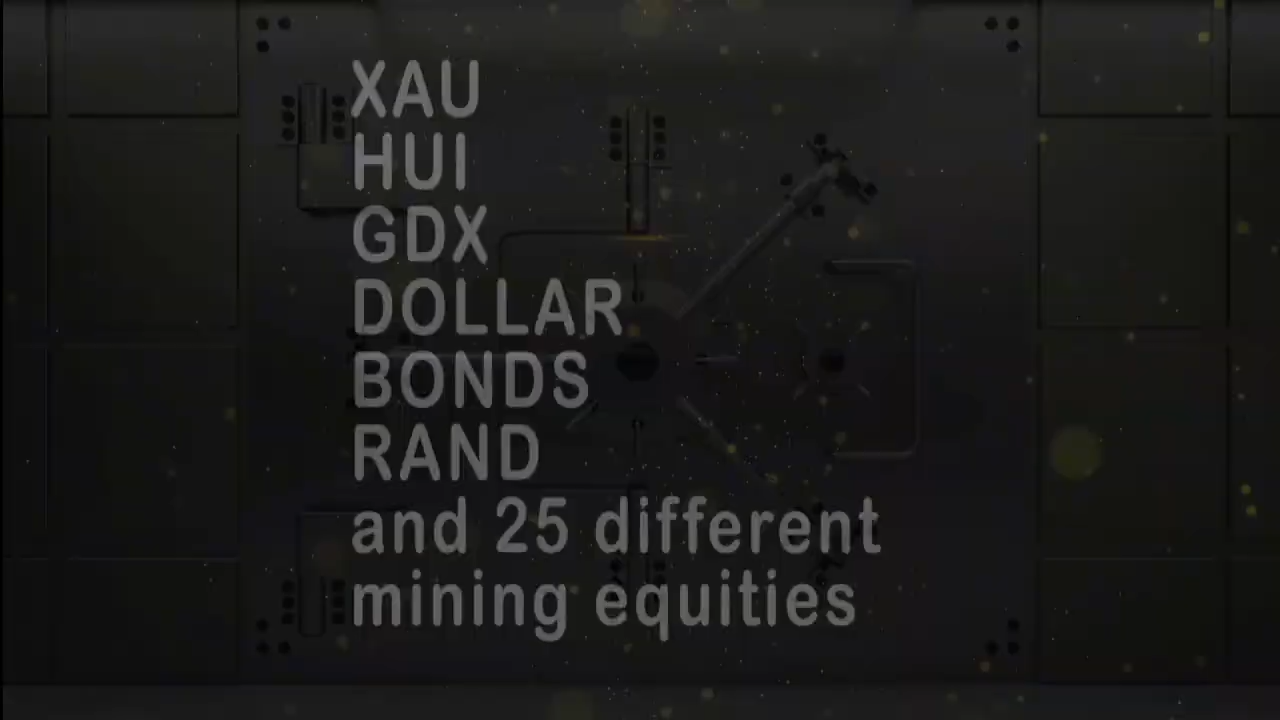 XAU
HUI
GDX
DOLLAR
BONDS
RAND
and 25 different
mining equities